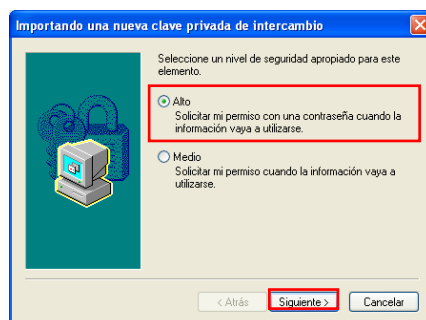 Importando una nueva clave privada de intercambio
Seleccione un nivel de seguridad apropiado para este
elemento.
Alto
Solicitar mi permiso con una contraseña cuando la
información vaya a utilizarse.
Medio
Solicitar mi permiso cuando la información vaya a
utilizarse.
< Atrás
Siguiente >
Cancelar